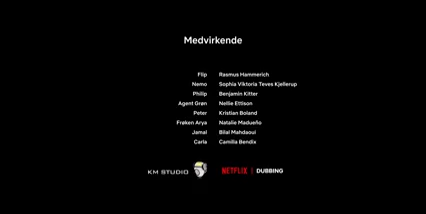 Medvirkende
Flip Rasmus Hammerich
Nemo Sophia Viktoria Teves Kjellerup
Philip Benjamin Kitter
Agent Grøn Nellie Ettison
Peter Kristian Boland
Frøken Arya Natalie Madueño
Jamal Bilal Mahdaoui
Carla Camilla Bendix
KM STUDIO NETFLIX | DUBBING